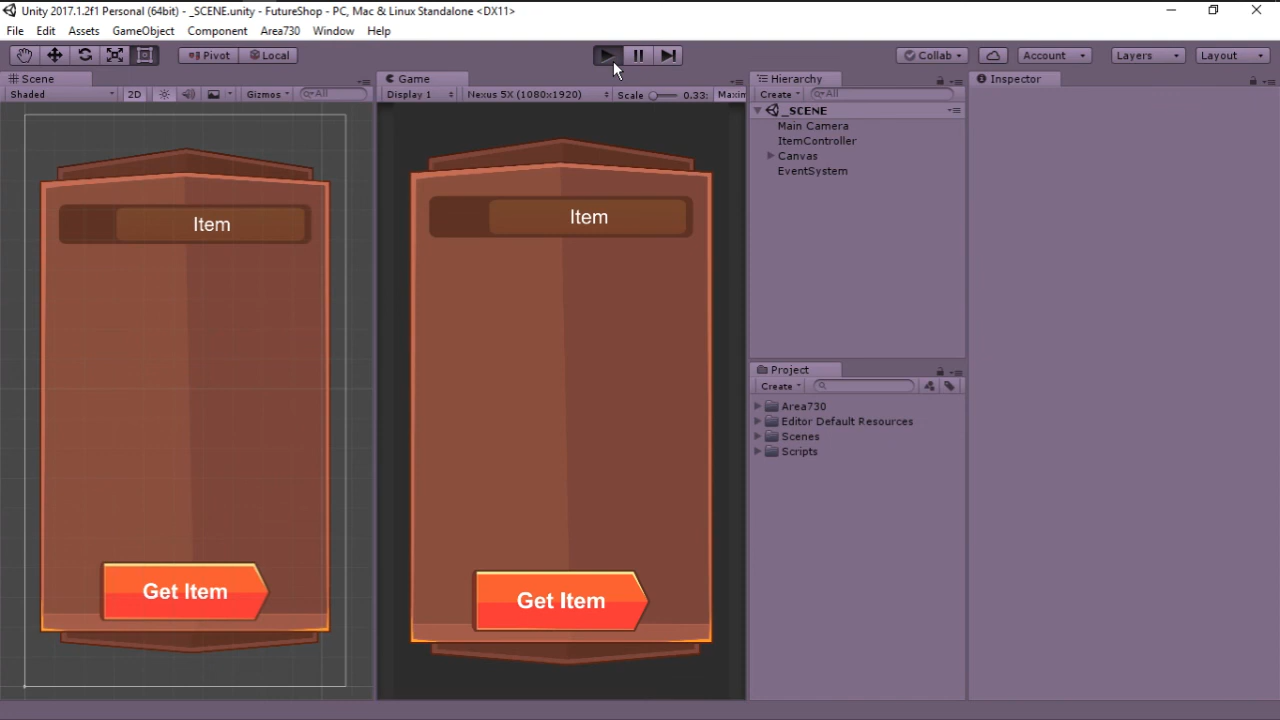 Unity 2017.1.2f1 Personal (64bit) - _SCENE.unity - FutureShop - PC, Mac & Linux Standalone <DX11>
File Edit Assets GameObject Component Area730 Window Help
Pivot Local Collab Account Layers Layout
Scene
Shaded 2D Gizmos All
Item
Get Item
Game
Display 1 Nexus 5X (1080x1920) Scale 0.33: Maxin
Item
Get Item
Hierarchy
Create All
_SCENE
Main Camera
ItemController
Canvas
EventSystem
Project
Create
Area730
Editor Default Resources
Scenes
Scripts
Inspector